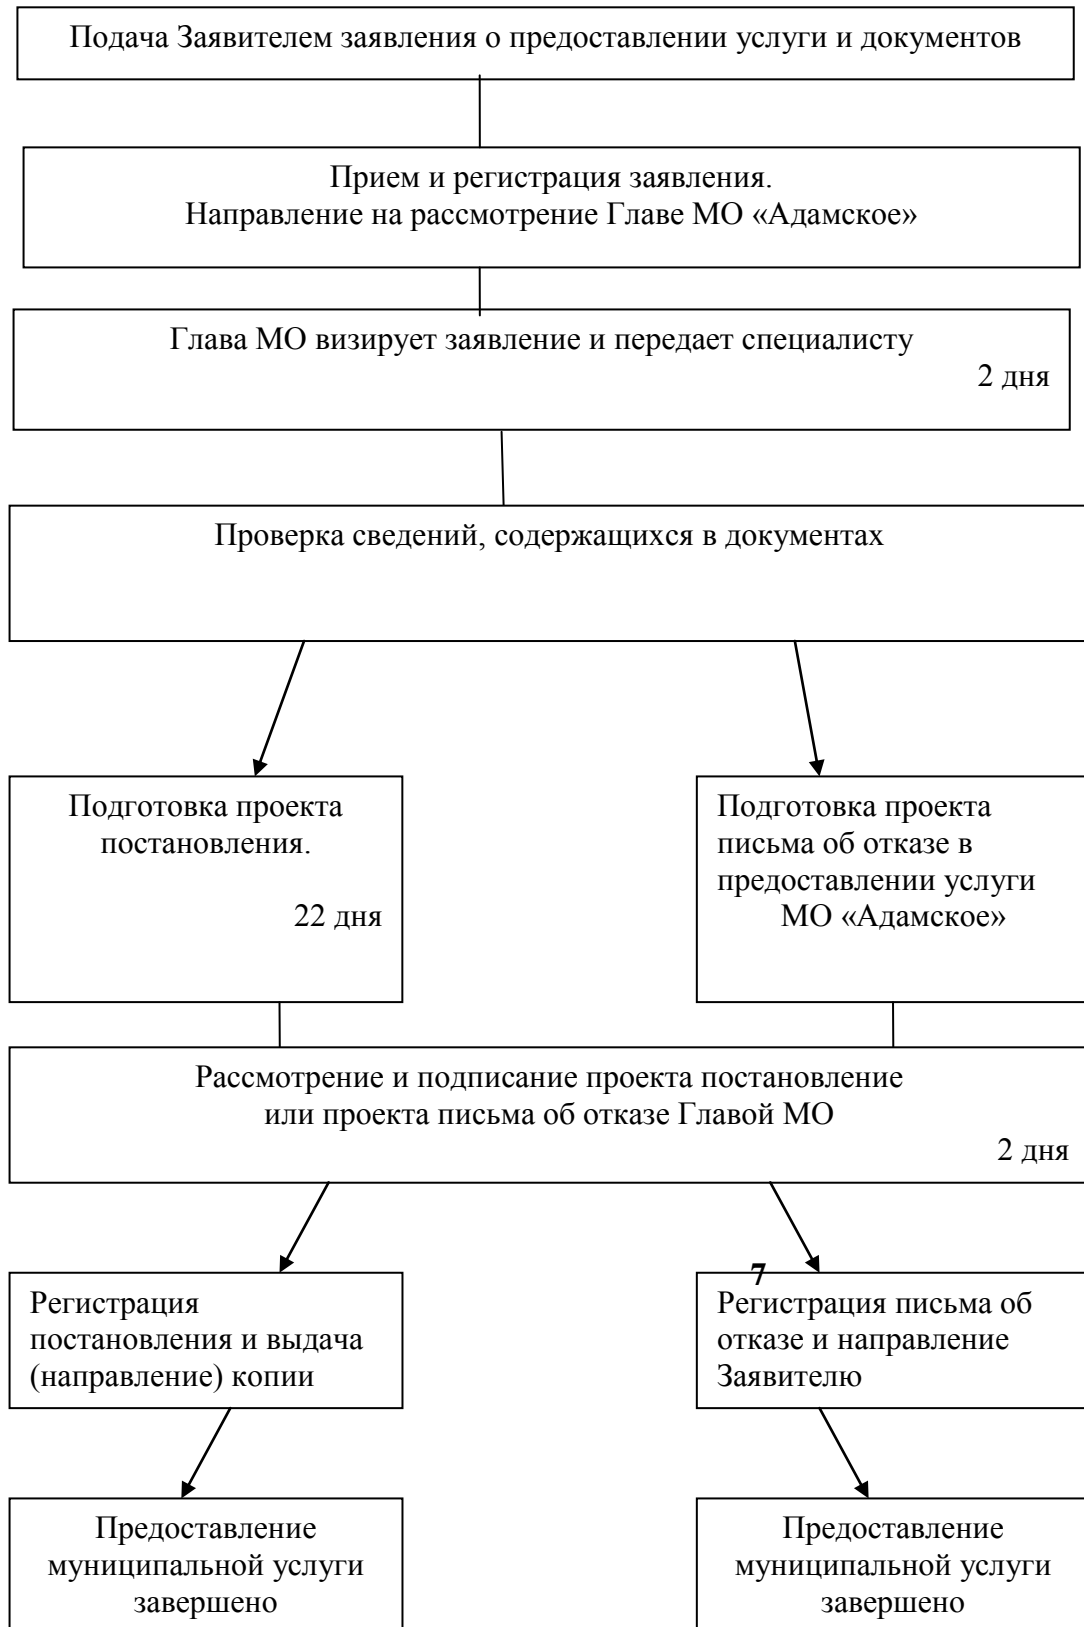 Подача Заявителем заявления о предоставлении услуги и документов
Прием и регистрация заявления.
Направление на рассмотрение Главе МО «Адамское»
Глава МО визирует заявление и передает специалисту
2 дня
Проверка сведений, содержащихся в документах
Подготовка проекта
постановления.
22 дня
Подготовка проекта
письма об отказе в
предоставлении услуги
МО «Адамское»
Рассмотрение и подписание проекта постановление
или проекта письма об отказе Главой МО
2 дня
Регистрация
постановления и выдача
(направление) копии
7
Регистрация письма об
отказе и направление
Заявителю
Предоставление
муниципальной услуги
завершено
Предоставление
муниципальной услуги
завершено